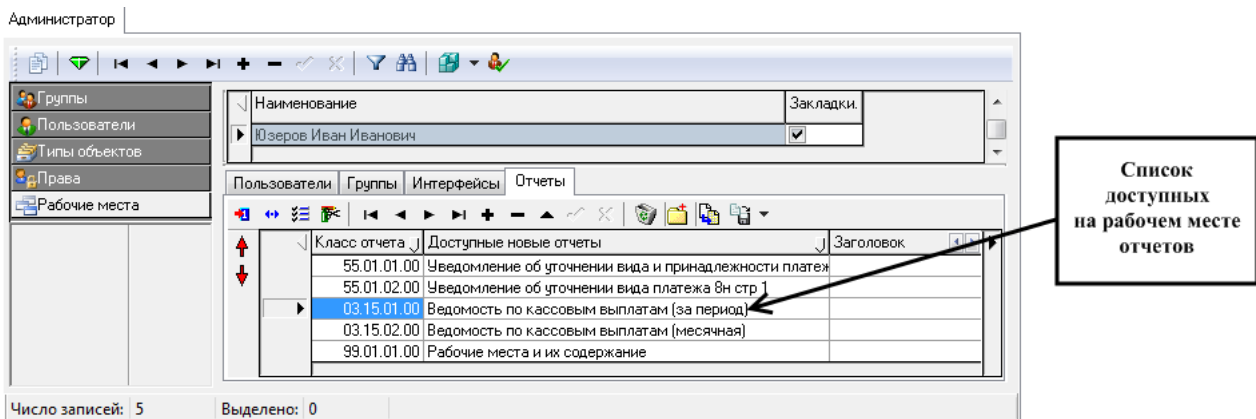 Администратор
Группы
Пользователи
Типы объектов
Права
Рабочие места
Наименование Закладки.
Юзеров Иван Иванович
Пользователи Группы Интерфейсы Отчеты
Класс отчета Доступные новые отчеты Заголовок
55.01.01.00 Уведомление об уточнении вида и принадлежности платеж
55.01.02.00 Уведомление об уточнении вида платежа 8н стр 1
03.15.01.00 Ведомость по кассовым выплатам (за период)
03.15.02.00 Ведомость по кассовым выплатам (месячная)
99.01.01.00 Рабочие места и их содержание
Число записей: 5 Выделено: 0
Список
доступных
на рабочем месте
отчетов